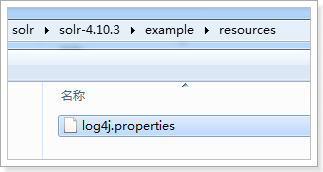 solr solr-4.10.3 example resources
名称
log4j.properties